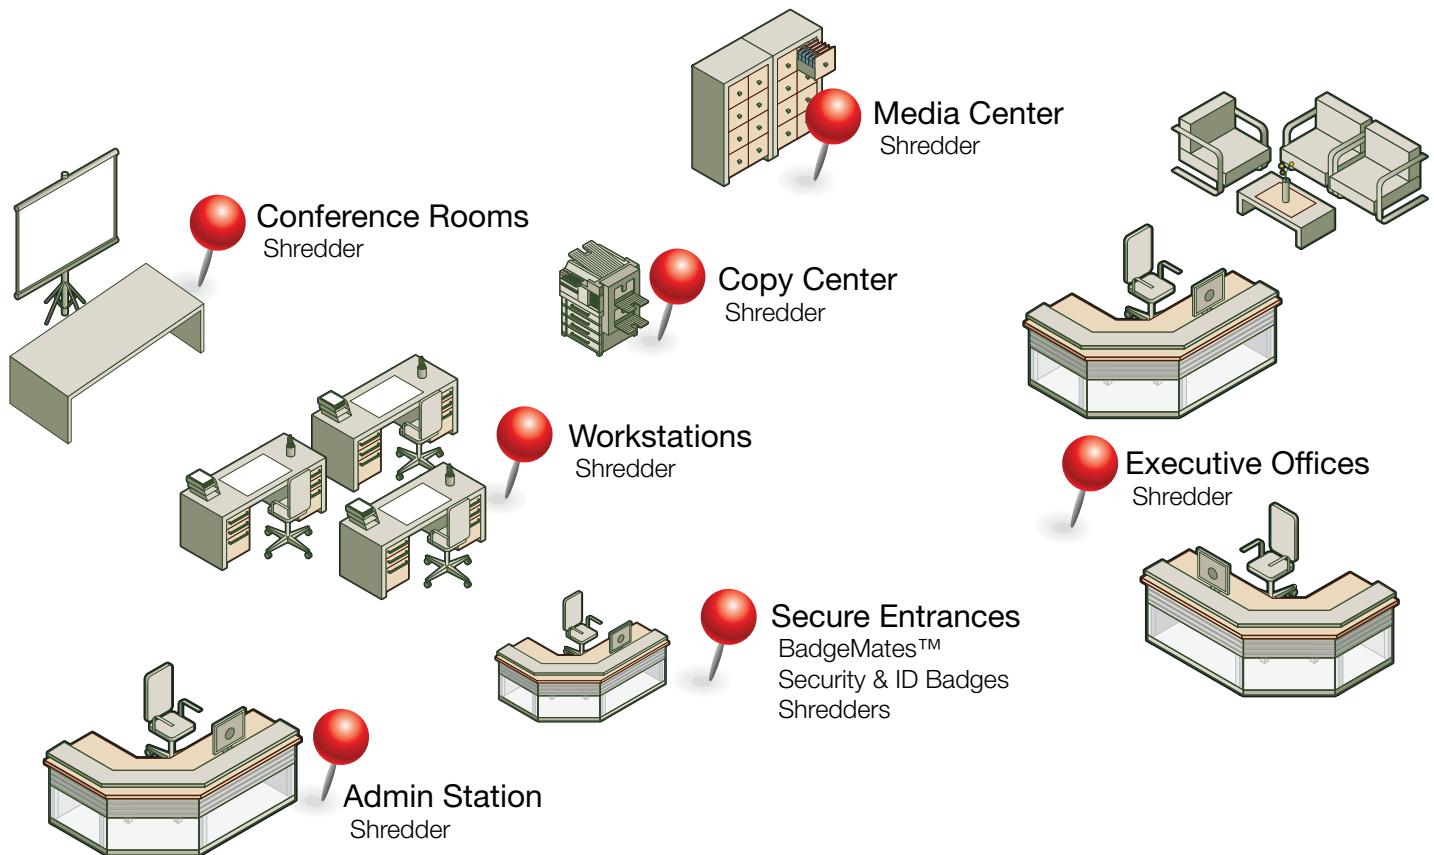 Media Center
Shredder
Conference Rooms
Shredder
Copy Center
Shredder
Workstations
Shredder
Executive Offices
Shredder
Secure Entrances
BadgeMates™
Security & ID Badges
Shredders
Admin Station
Shredder